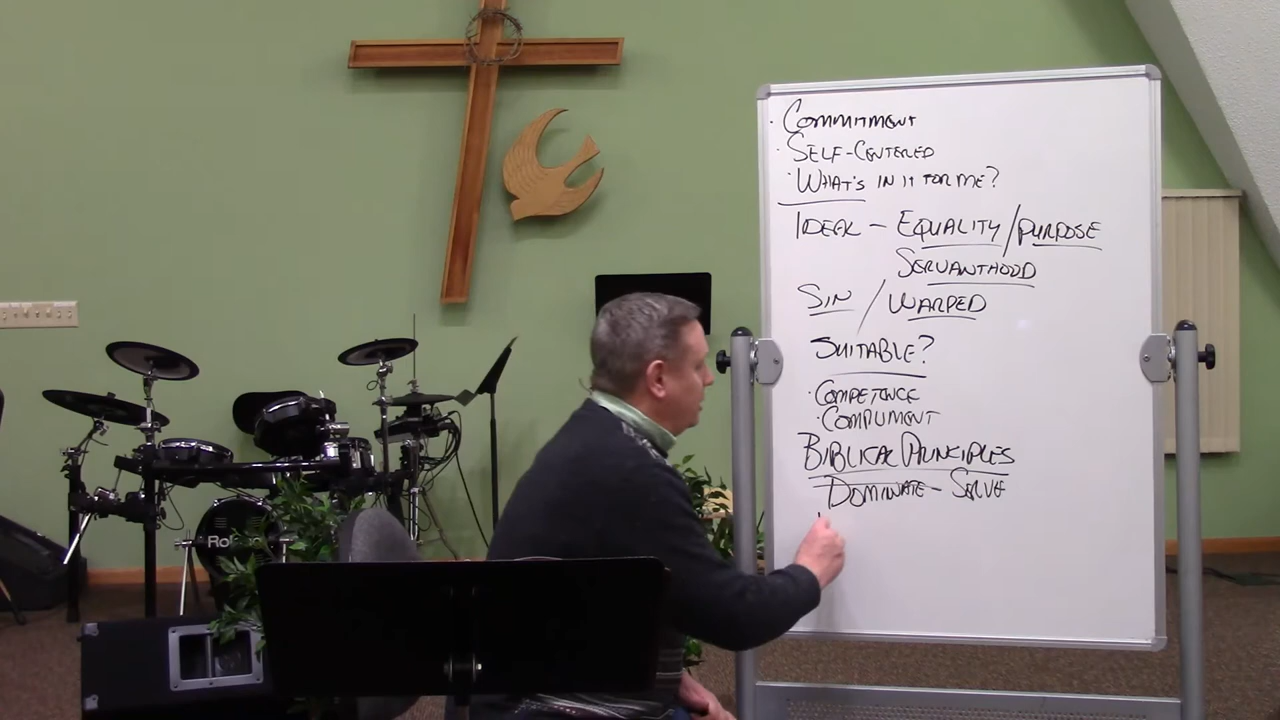 · COMMITMENT
· SELF-CENTERED
· WHAT'S IN IT FOR ME?
IDEAL - EQUALITY/PURPOSE
SERVANTHOOD
SIN / WARPED
SUITABLE?
· COMPETENCE
· COMPLIMENT
BIBLICAL PRINCIPLES
DOMINATE - SERVE
Rol